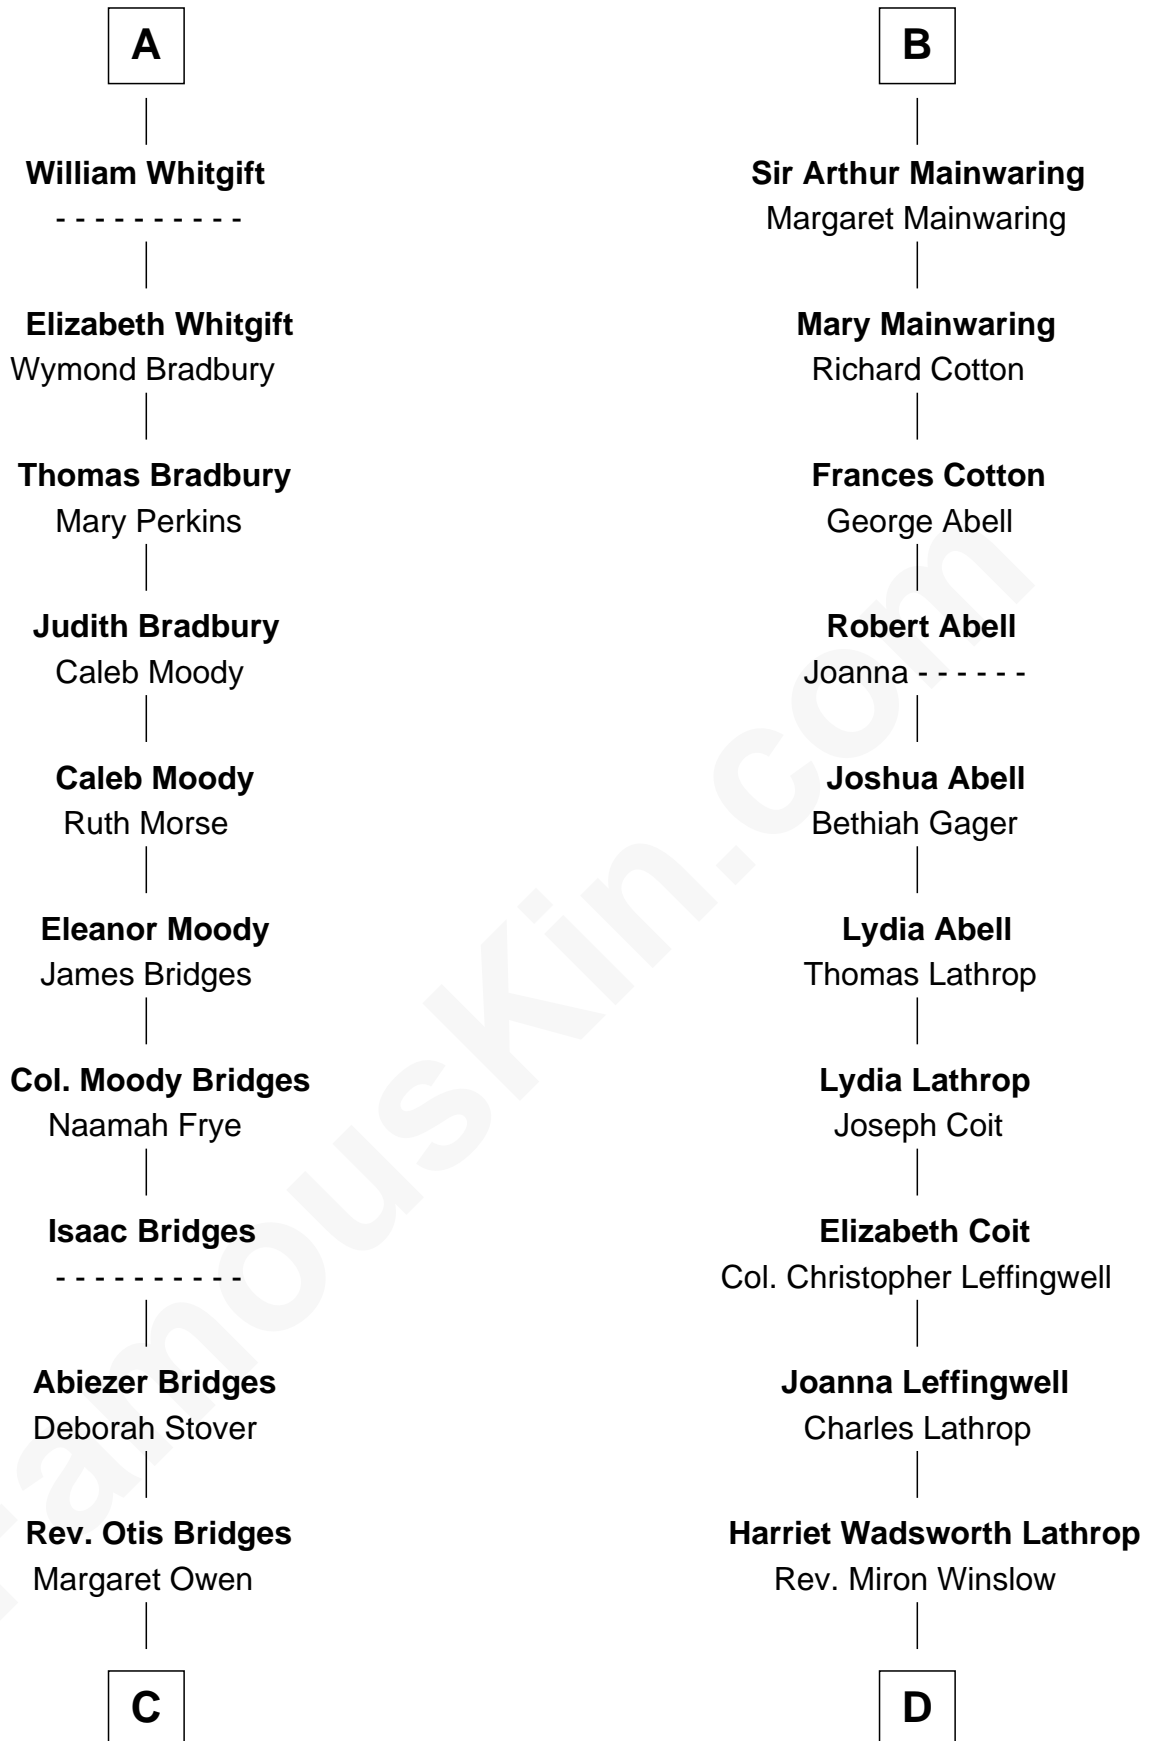 A
William Whitgift
- - - - - - - - - -
Elizabeth Whitgift
Wymond Bradbury
Thomas Bradbury
Mary Perkins
Judith Bradbury
Caleb Moody
Caleb Moody
Ruth Morse
Eleanor Moody
James Bridges
Col. Moody Bridges
Naamah Frye
Isaac Bridges
- - - - - - - - - -
Abiezer Bridges
Deborah Stover
Rev. Otis Bridges
Margaret Owen
C
B
Sir Arthur Mainwaring
Margaret Mainwaring
Mary Mainwaring
Richard Cotton
Frances Cotton
George Abell
Robert Abell
Joanna - - - - - -
Joshua Abell
Bethiah Gager
Lydia Abell
Thomas Lathrop
Lydia Lathrop
Joseph Coit
Elizabeth Coit
Col. Christopher Leffingwell
Joanna Leffingwell
Charles Lathrop
Harriet Wadsworth Lathrop
Rev. Miron Winslow
D
FamousKin.com